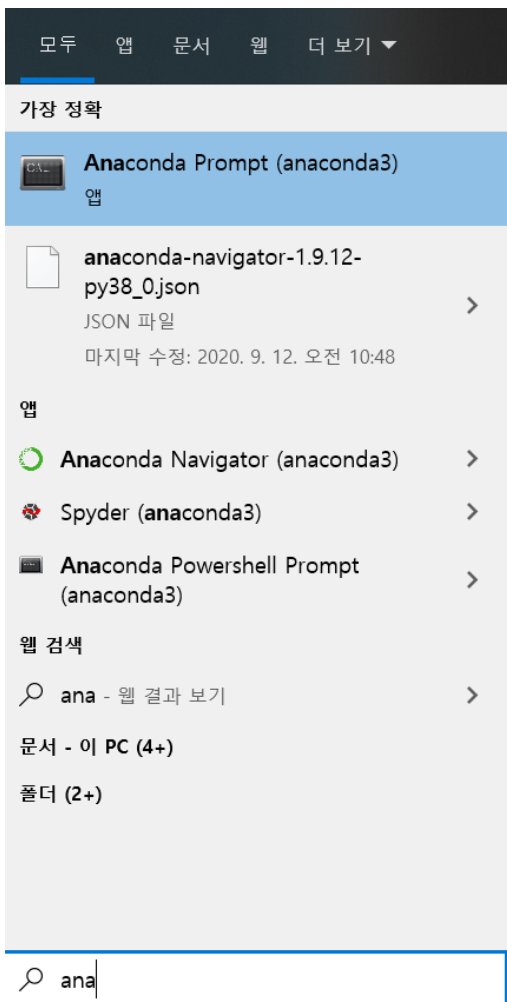 모두 앱 문서 웹 더 보기
가장 정확
Anaconda Prompt (anaconda3)
앱
anaconda-navigator-1.9.12-
py38_0.json
JSON 파일
마지막 수정: 2020. 9. 12. 오전 10:48
앱
Anaconda Navigator (anaconda3)
Spyder (anaconda3)
Anaconda Powershell Prompt
(anaconda3)
웹 검색
ana - 웹 결과 보기
문서 - 이 PC (4+)
폴더 (2+)
ana